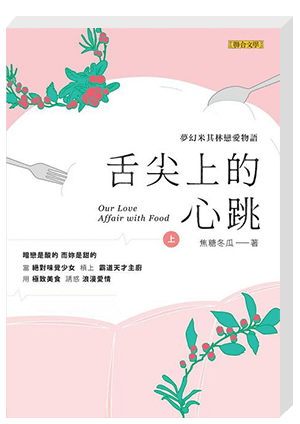 聯合文學
夢幻米其林戀愛物語
舌尖上的
心跳
Our Love
Affair with Food
上
焦糖冬瓜——著
暗戀是酸的 而妳是甜的
當 絕對味覺少女 槓上 霸道天才主廚
用 極致美食 誘惑 浪漫愛情